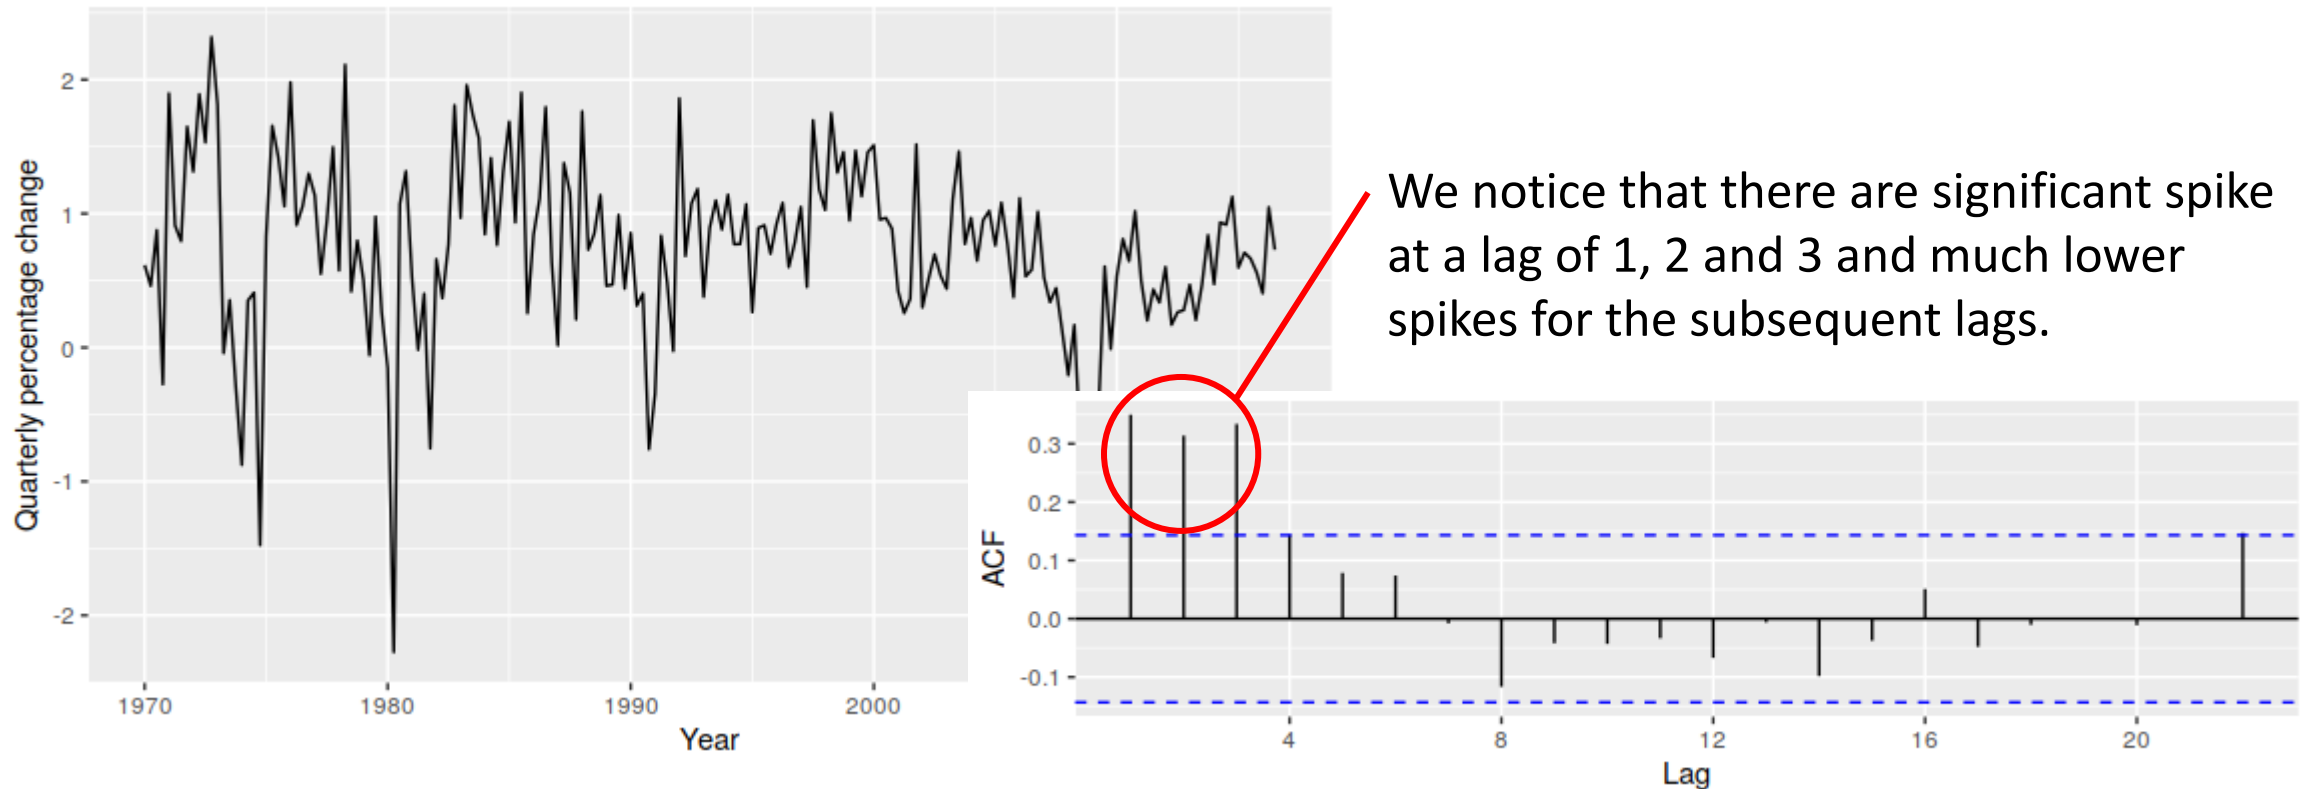 2
1
0
-1
-2
Quarterly percentage change
1970 1980 1990 2000
Year
We notice that there are significant spike
at a lag of 1, 2 and 3 and much lower
spikes for the subsequent lags.
0.3
0.2
0.1
0.0
-0.1
ACF
4 8 12 16 20
Lag